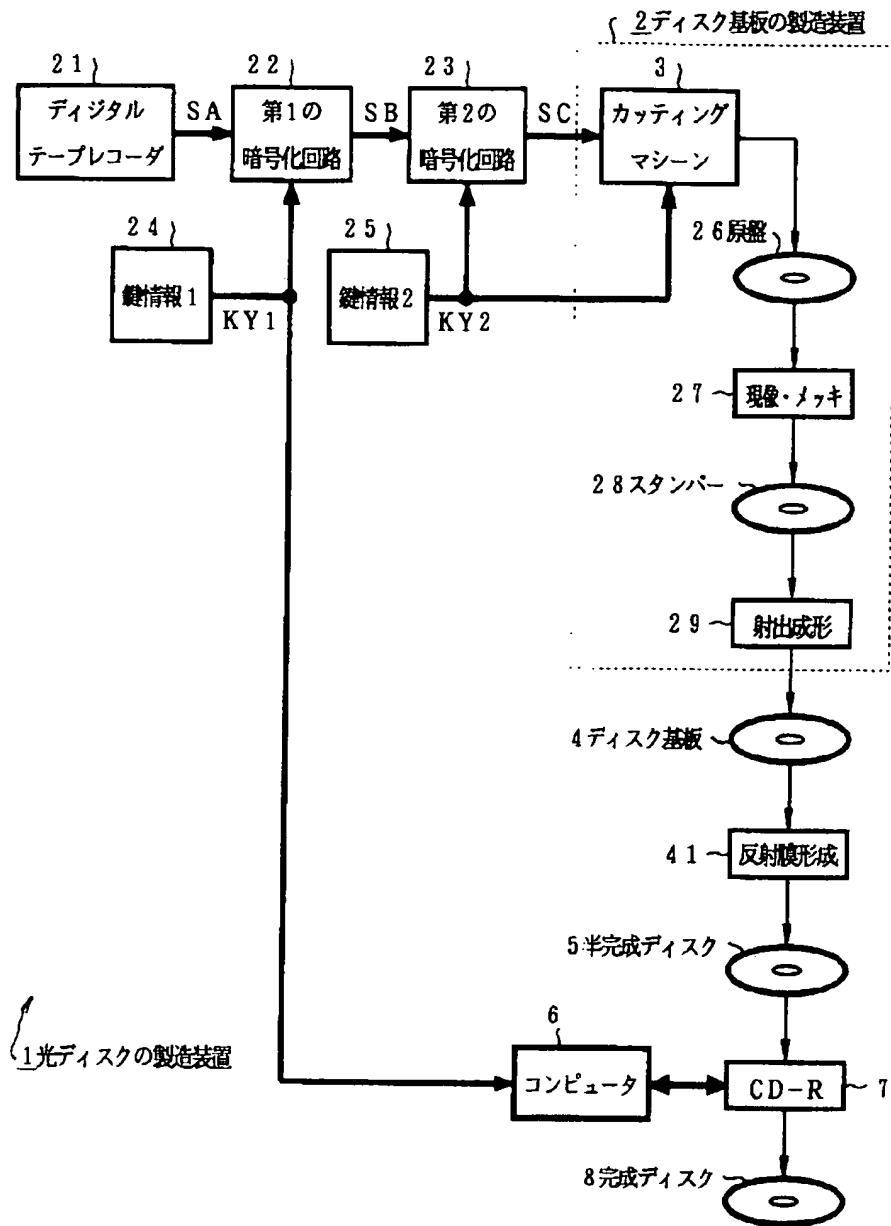 2ディスク基板の製造装置
21
22
23
3
ディジタル
テープレコーダ
SA
第1の
暗号化回路
SB
第2の
暗号化回路
SC
カッティング
マシーン
24
25
26原盤
鍵情報1
KY1
鍵情報2
KY2
27
現像・メッキ
28スタンパー
29
射出成形
4ディスク基板
41
反射膜形成
5半完成ディスク
1光ディスクの製造装置
6
コンピュータ
CD-R
7
8完成ディスク